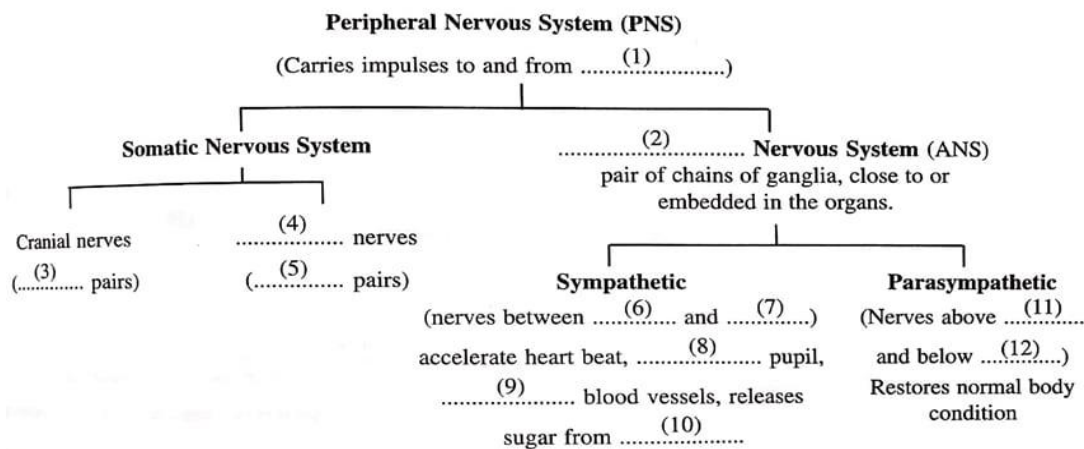 Peripheral Nervous System (PNS)
(Carries impulses to and from ......(1)......)
Somatic Nervous System
......(2)...... Nervous System (ANS)
pair of chains of ganglia, close to or
embedded in the organs.
Cranial nerves
(...(3)... pairs)
......(4)...... nerves
(...(5)... pairs)
Sympathetic
(nerves between ...(6)... and ...(7)...)
accelerate heart beat, ......(8)...... pupil,
......(9)...... blood vessels, releases
sugar from ......(10)......
Parasympathetic
(Nerves above ...(11)...
and below ...(12)...)
Restores normal body
condition